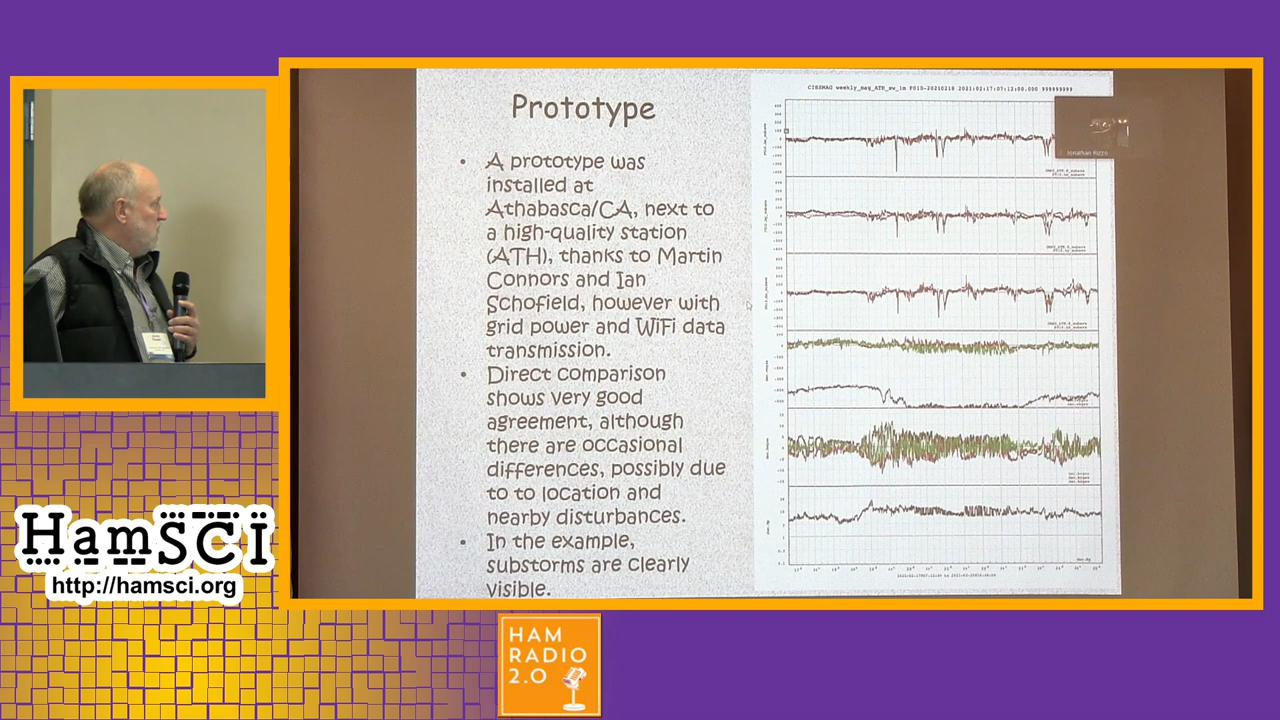 Prototype
• A prototype was
installed at
Athabasca/CA, next to
a high-quality station
(ATH), thanks to Martin
Connors and Ian
Schofield, however with
grid power and WiFi data
transmission.
• Direct comparison
shows very good
agreement, although
there are occasional
differences, possibly due
to to location and
nearby disturbances.
• In the example,
substorms are clearly
visible.
Jonathan Rizzo
HamSCI
http://hamsci.org
HAM
RADIO
2.0